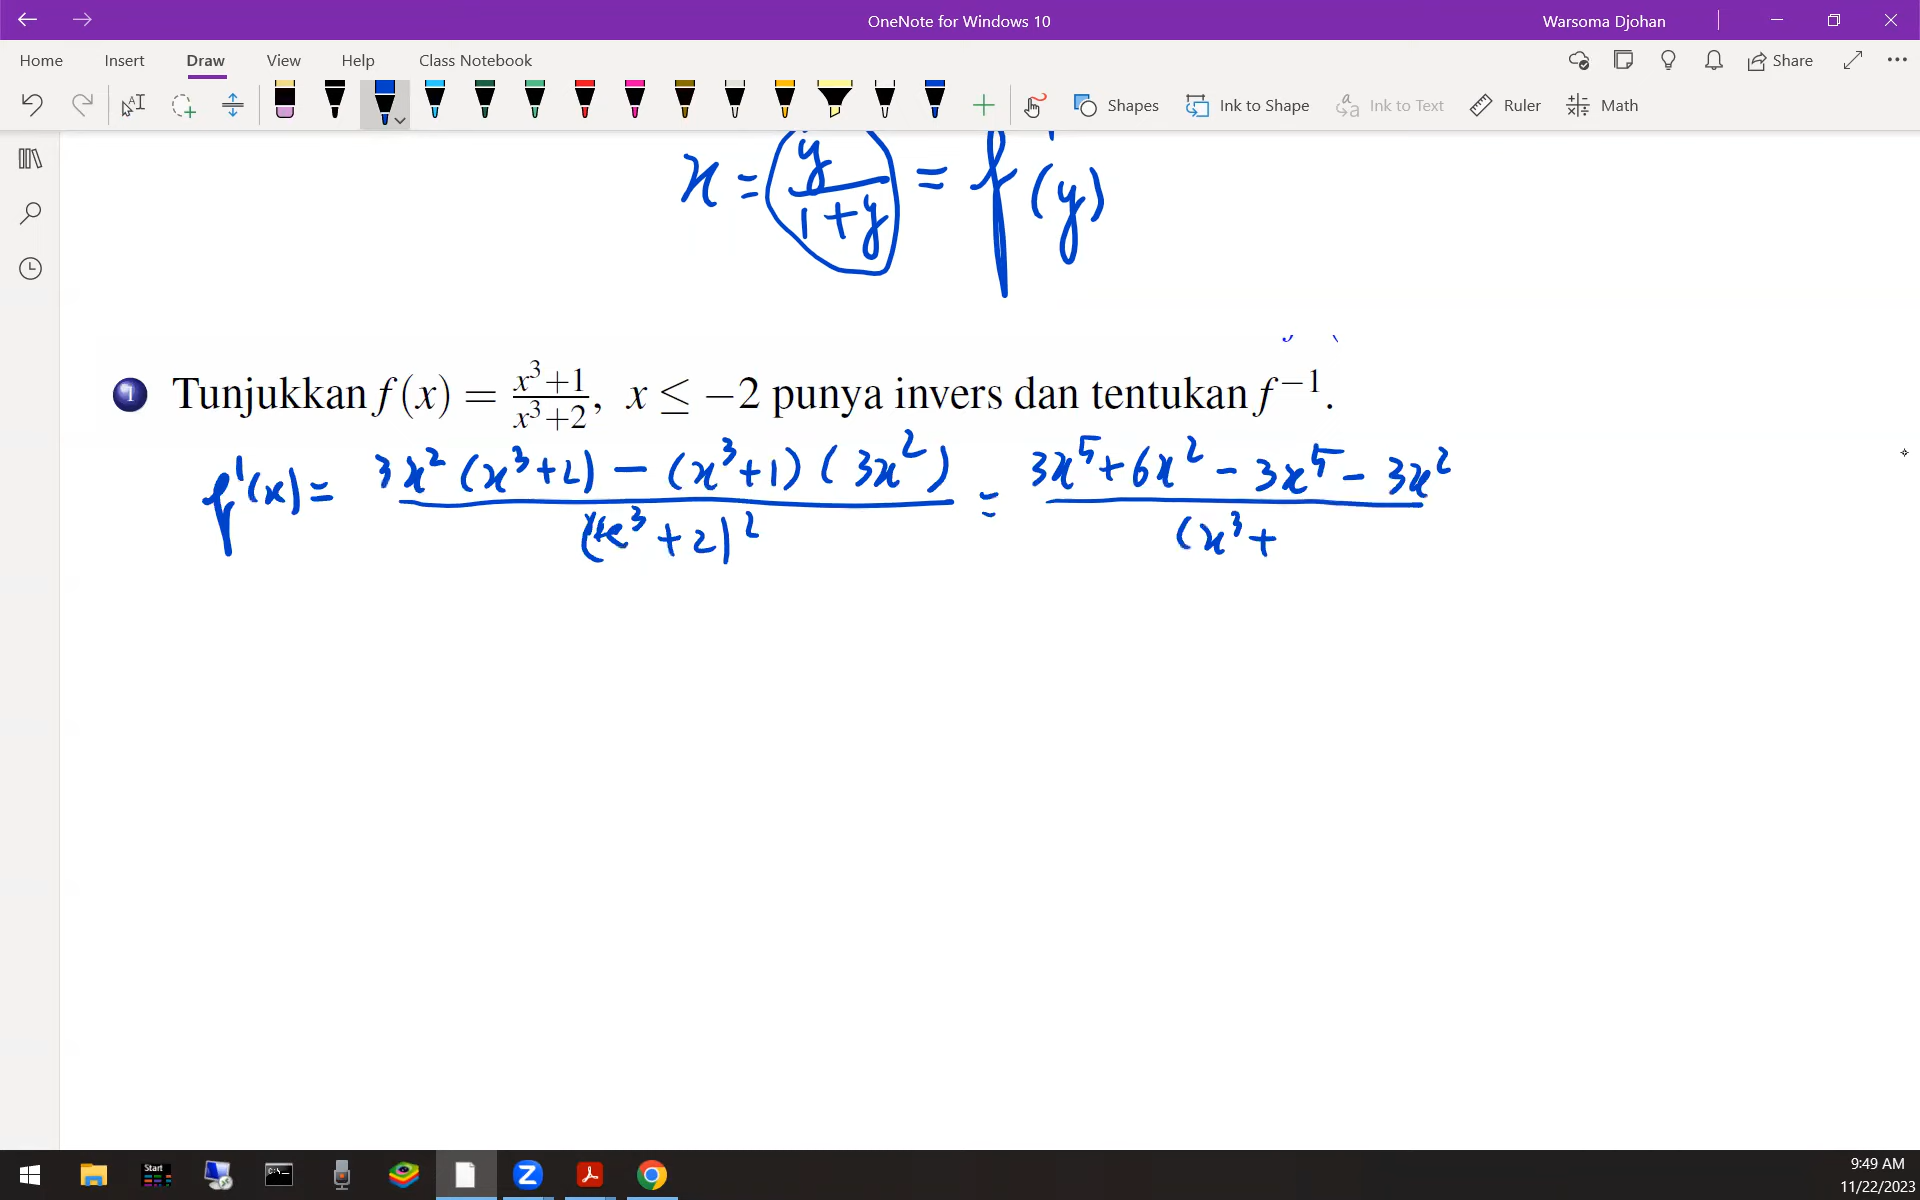 OneNote for Windows 10
Warsoma Djohan
Home Insert Draw View Help Class Notebook
Share
Shapes Ink to Shape Ink to Text Ruler Math
x = y/(1+y) = f (y)
1 Tunjukkan f(x) = (x³+1)/(x³+2), x ≤ −2 punya invers dan tentukan f⁻¹.
f'(x) = 3x² (x³+2) − (x³+1) (3x²) / (x³+2)² = 3x⁵+6x² − 3x⁵ − 3x² / (x³+
Start
9:49 AM
11/22/2023